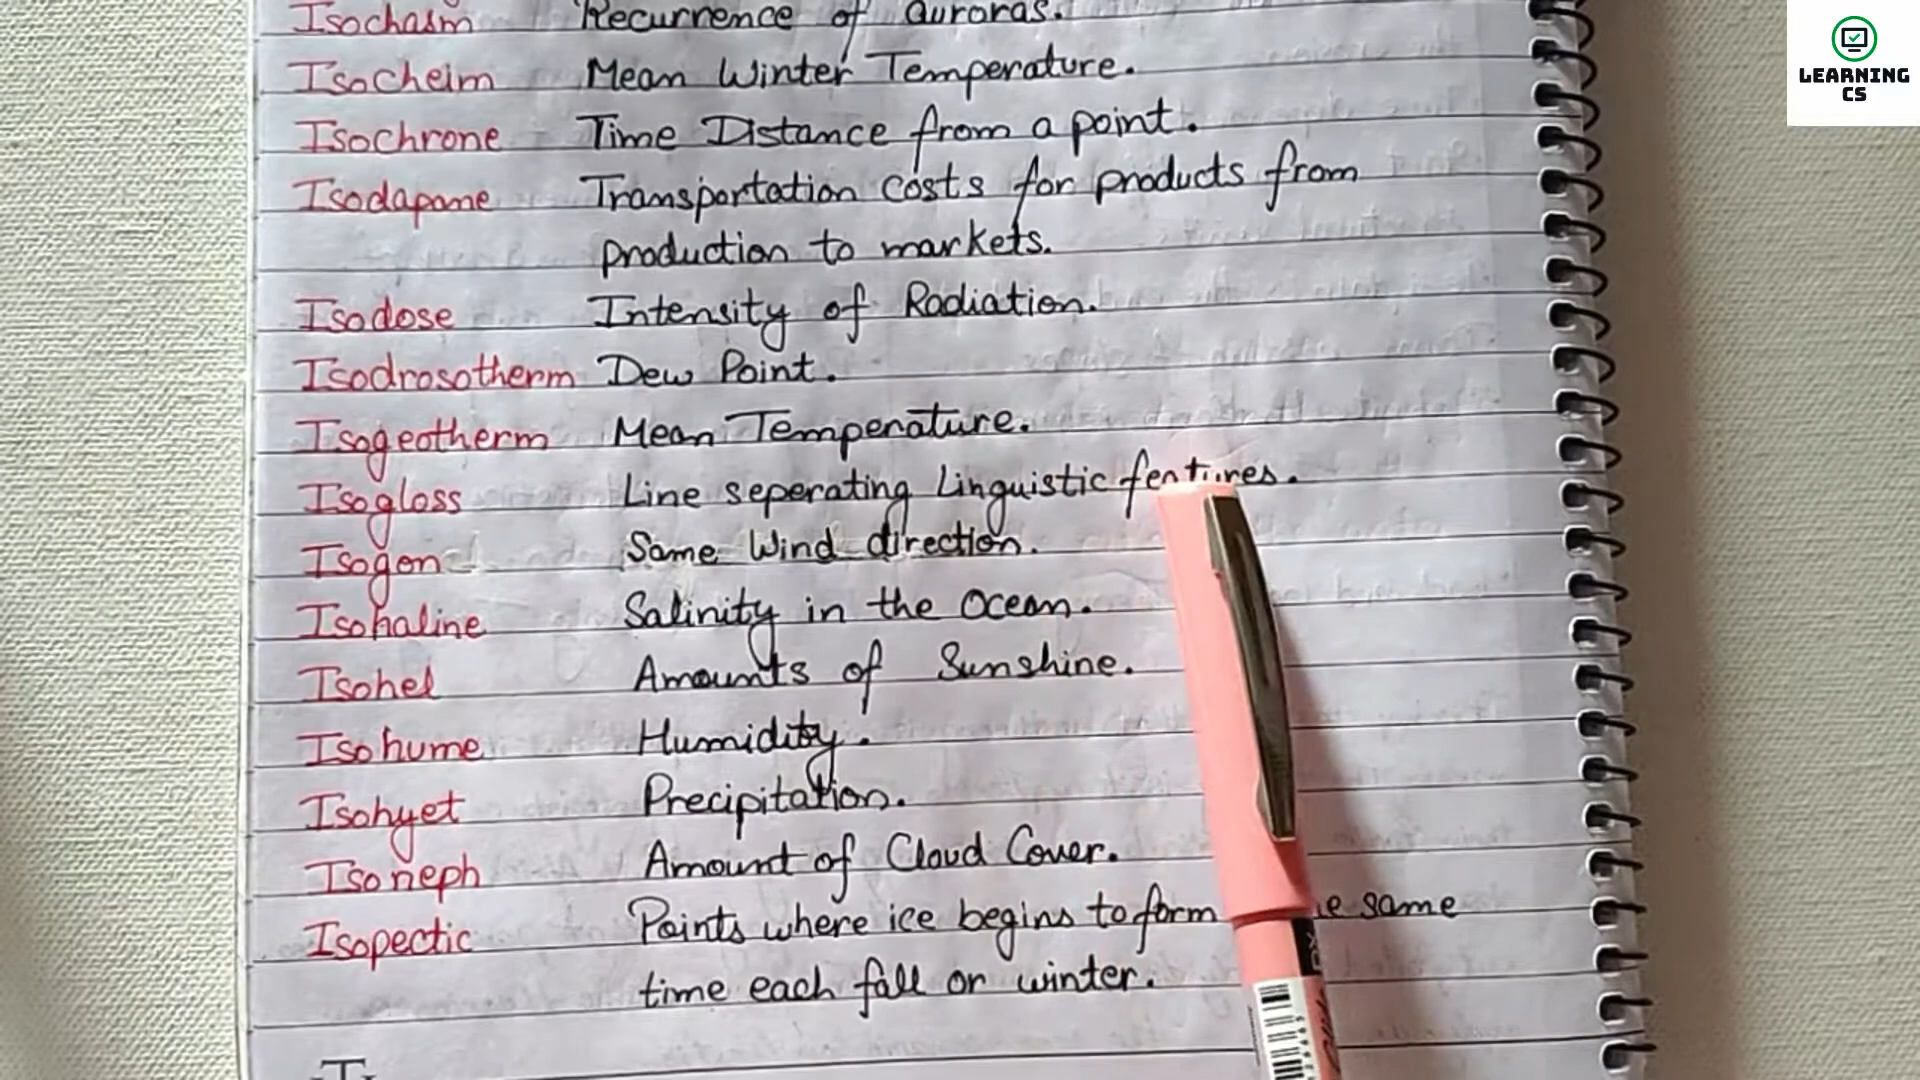 Isochasm Recurrence of auroras.
Isocheim Mean Winter Temperature.
Isochrone Time Distance from a point.
Isodapane Transportation costs for products from
production to markets.
Isodose Intensity of Radiation.
Isodrosotherm Dew Point.
Isogeotherm Mean Temperature.
Isogloss Line seperating Linguistic features.
Isogon Same Wind direction.
Isohaline Salinity in the Ocean.
Isohel Amounts of Sunshine.
Isohume Humidity.
Isohyet Precipitation.
Isoneph Amount of Cloud Cover.
Isopectic Points where ice begins to form same
time each fall or winter.
LEARNING
CS